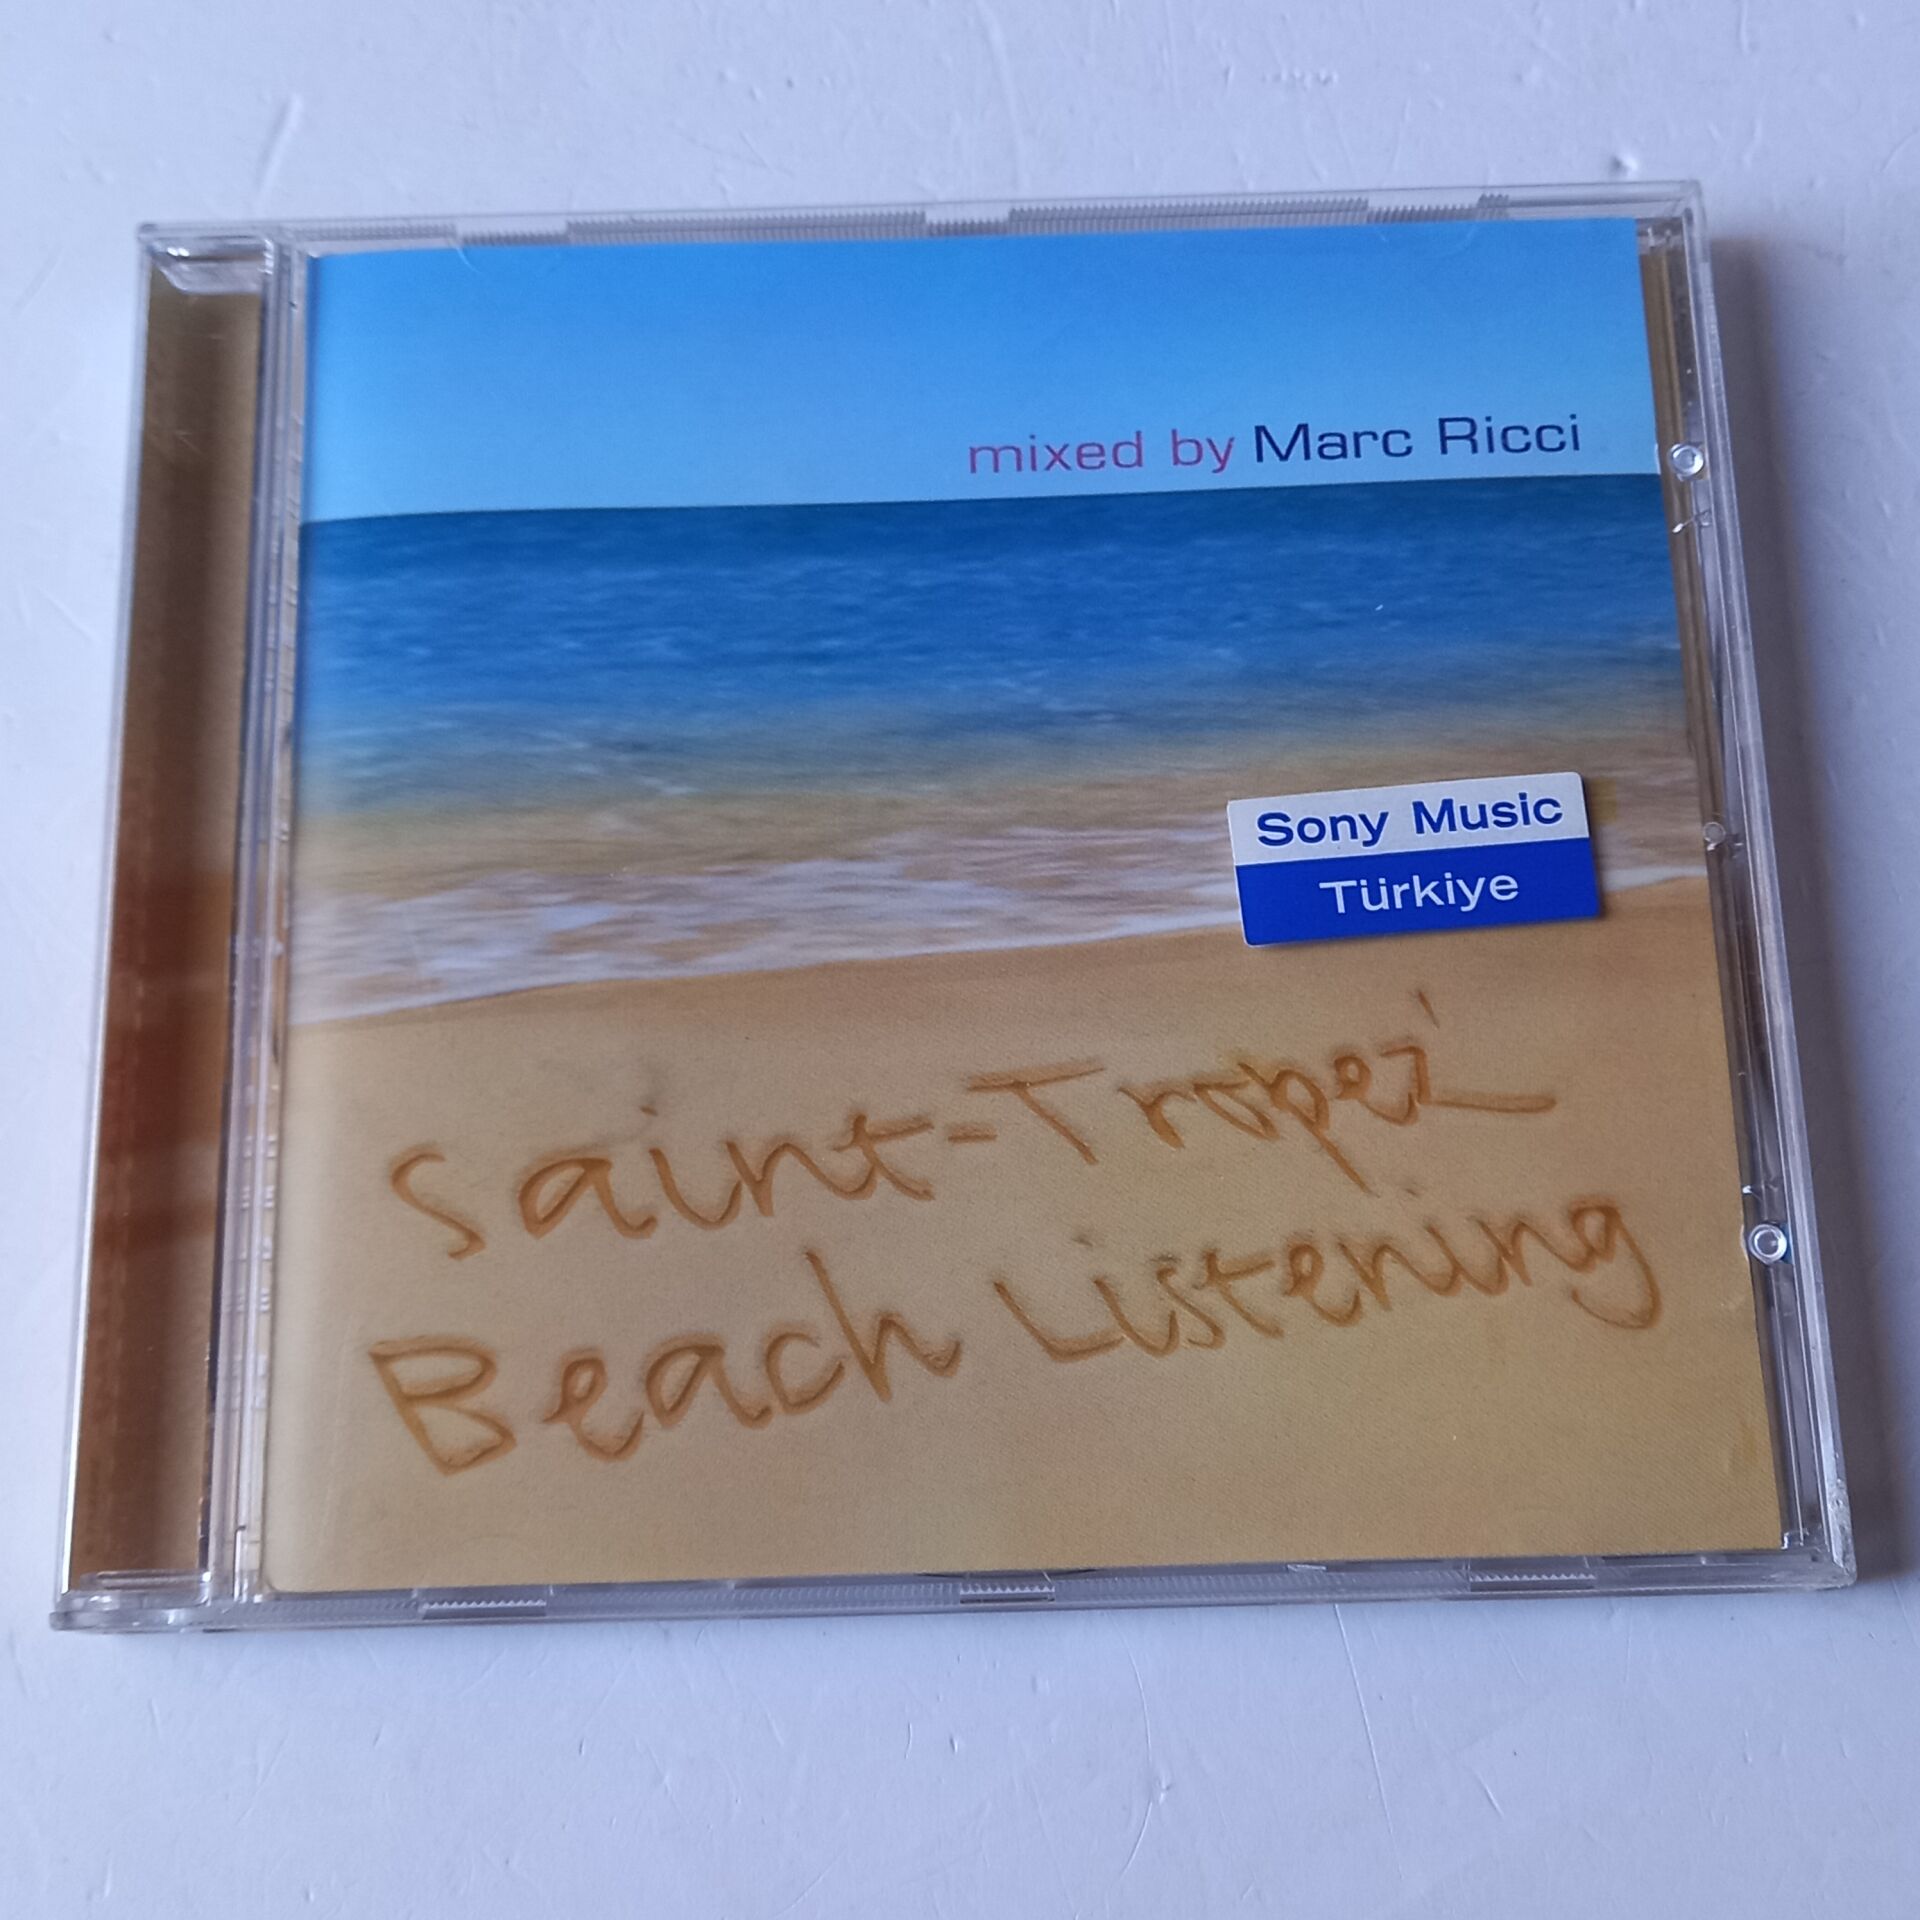 mixed by Marc Ricci
Sony Music
Türkiye
Saint-Tropez'
Beach Listening